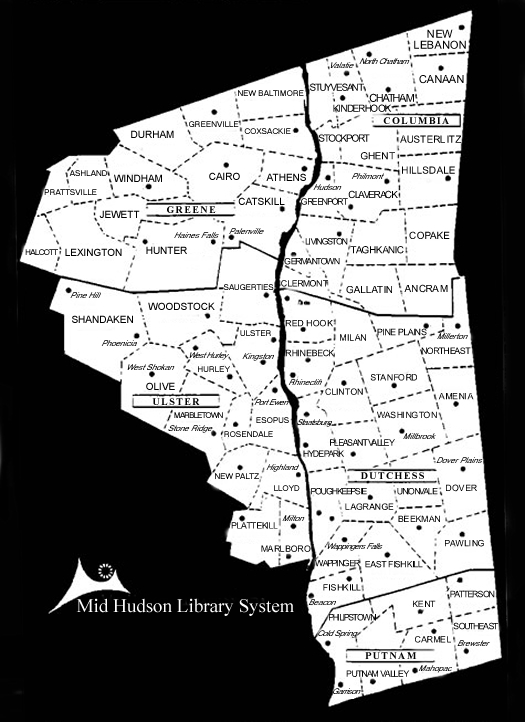 NEW
LEBANON
North Chatham
Valatie
CANAAN
STUYVESANT
NEW BALTIMORE
CHATHAM
KINDERHOOK
GREENVILLE
COLUMBIA
DURHAM
COXSACKIE
STOCKPORT
AUSTERLITZ
GHENT
ASHLAND
WINDHAM
CAIRO
ATHENS
Philmont
HILLSDALE
PRATTSVILLE
Hudson
CLAVERACK
GREENPORT
CATSKILL
JEWETT
GREENE
Palenville
Haines Falls
LIVINGSTON
COPAKE
HALCOTT
LEXINGTON
HUNTER
TAGHKANIC
GERMANTOWN
CLERMONT
GALLATIN
ANCRAM
SAUGERTIES
Pine Hill
WOODSTOCK
SHANDAKEN
RED HOOK
PINE PLAINS
ULSTER
MILAN
Millerton
Phoenicia
West Hurley
Kingston
RHINEBECK
NORTHEAST
West Shokan
HURLEY
Rhinecliff
STANFORD
OLIVE
CLINTON
AMENIA
ULSTER
Port Ewen
MARBLETOWN
ESOPUS
Staatsburg
WASHINGTON
Stone Ridge
ROSENDALE
Millbrook
PLEASANT VALLEY
HYDE PARK
Highland
Dover Plains
NEW PALTZ
DUTCHESS
LLOYD
POUGHKEEPSIE
UNIONVALE
DOVER
LAGRANGE
PLATTEKILL
Milton
BEEKMAN
Wappingers Falls
PAWLING
MARLBORO
WAPPINGER
EAST FISHKILL
FISHKILL
PATTERSON
Mid Hudson Library System
Beacon
KENT
PHILIPSTOWN
SOUTHEAST
Cold Spring
CARMEL
Brewster
PUTNAM
Mahopac
PUTNAM VALLEY
Garrison